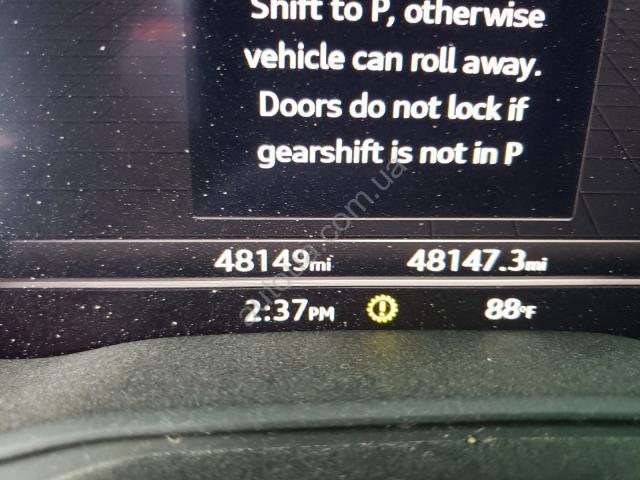 Shift to P, otherwise
vehicle can roll away.
Doors do not lock if
gearshift is not in P
48149mi 48147.3mi
2:37PM 88°F